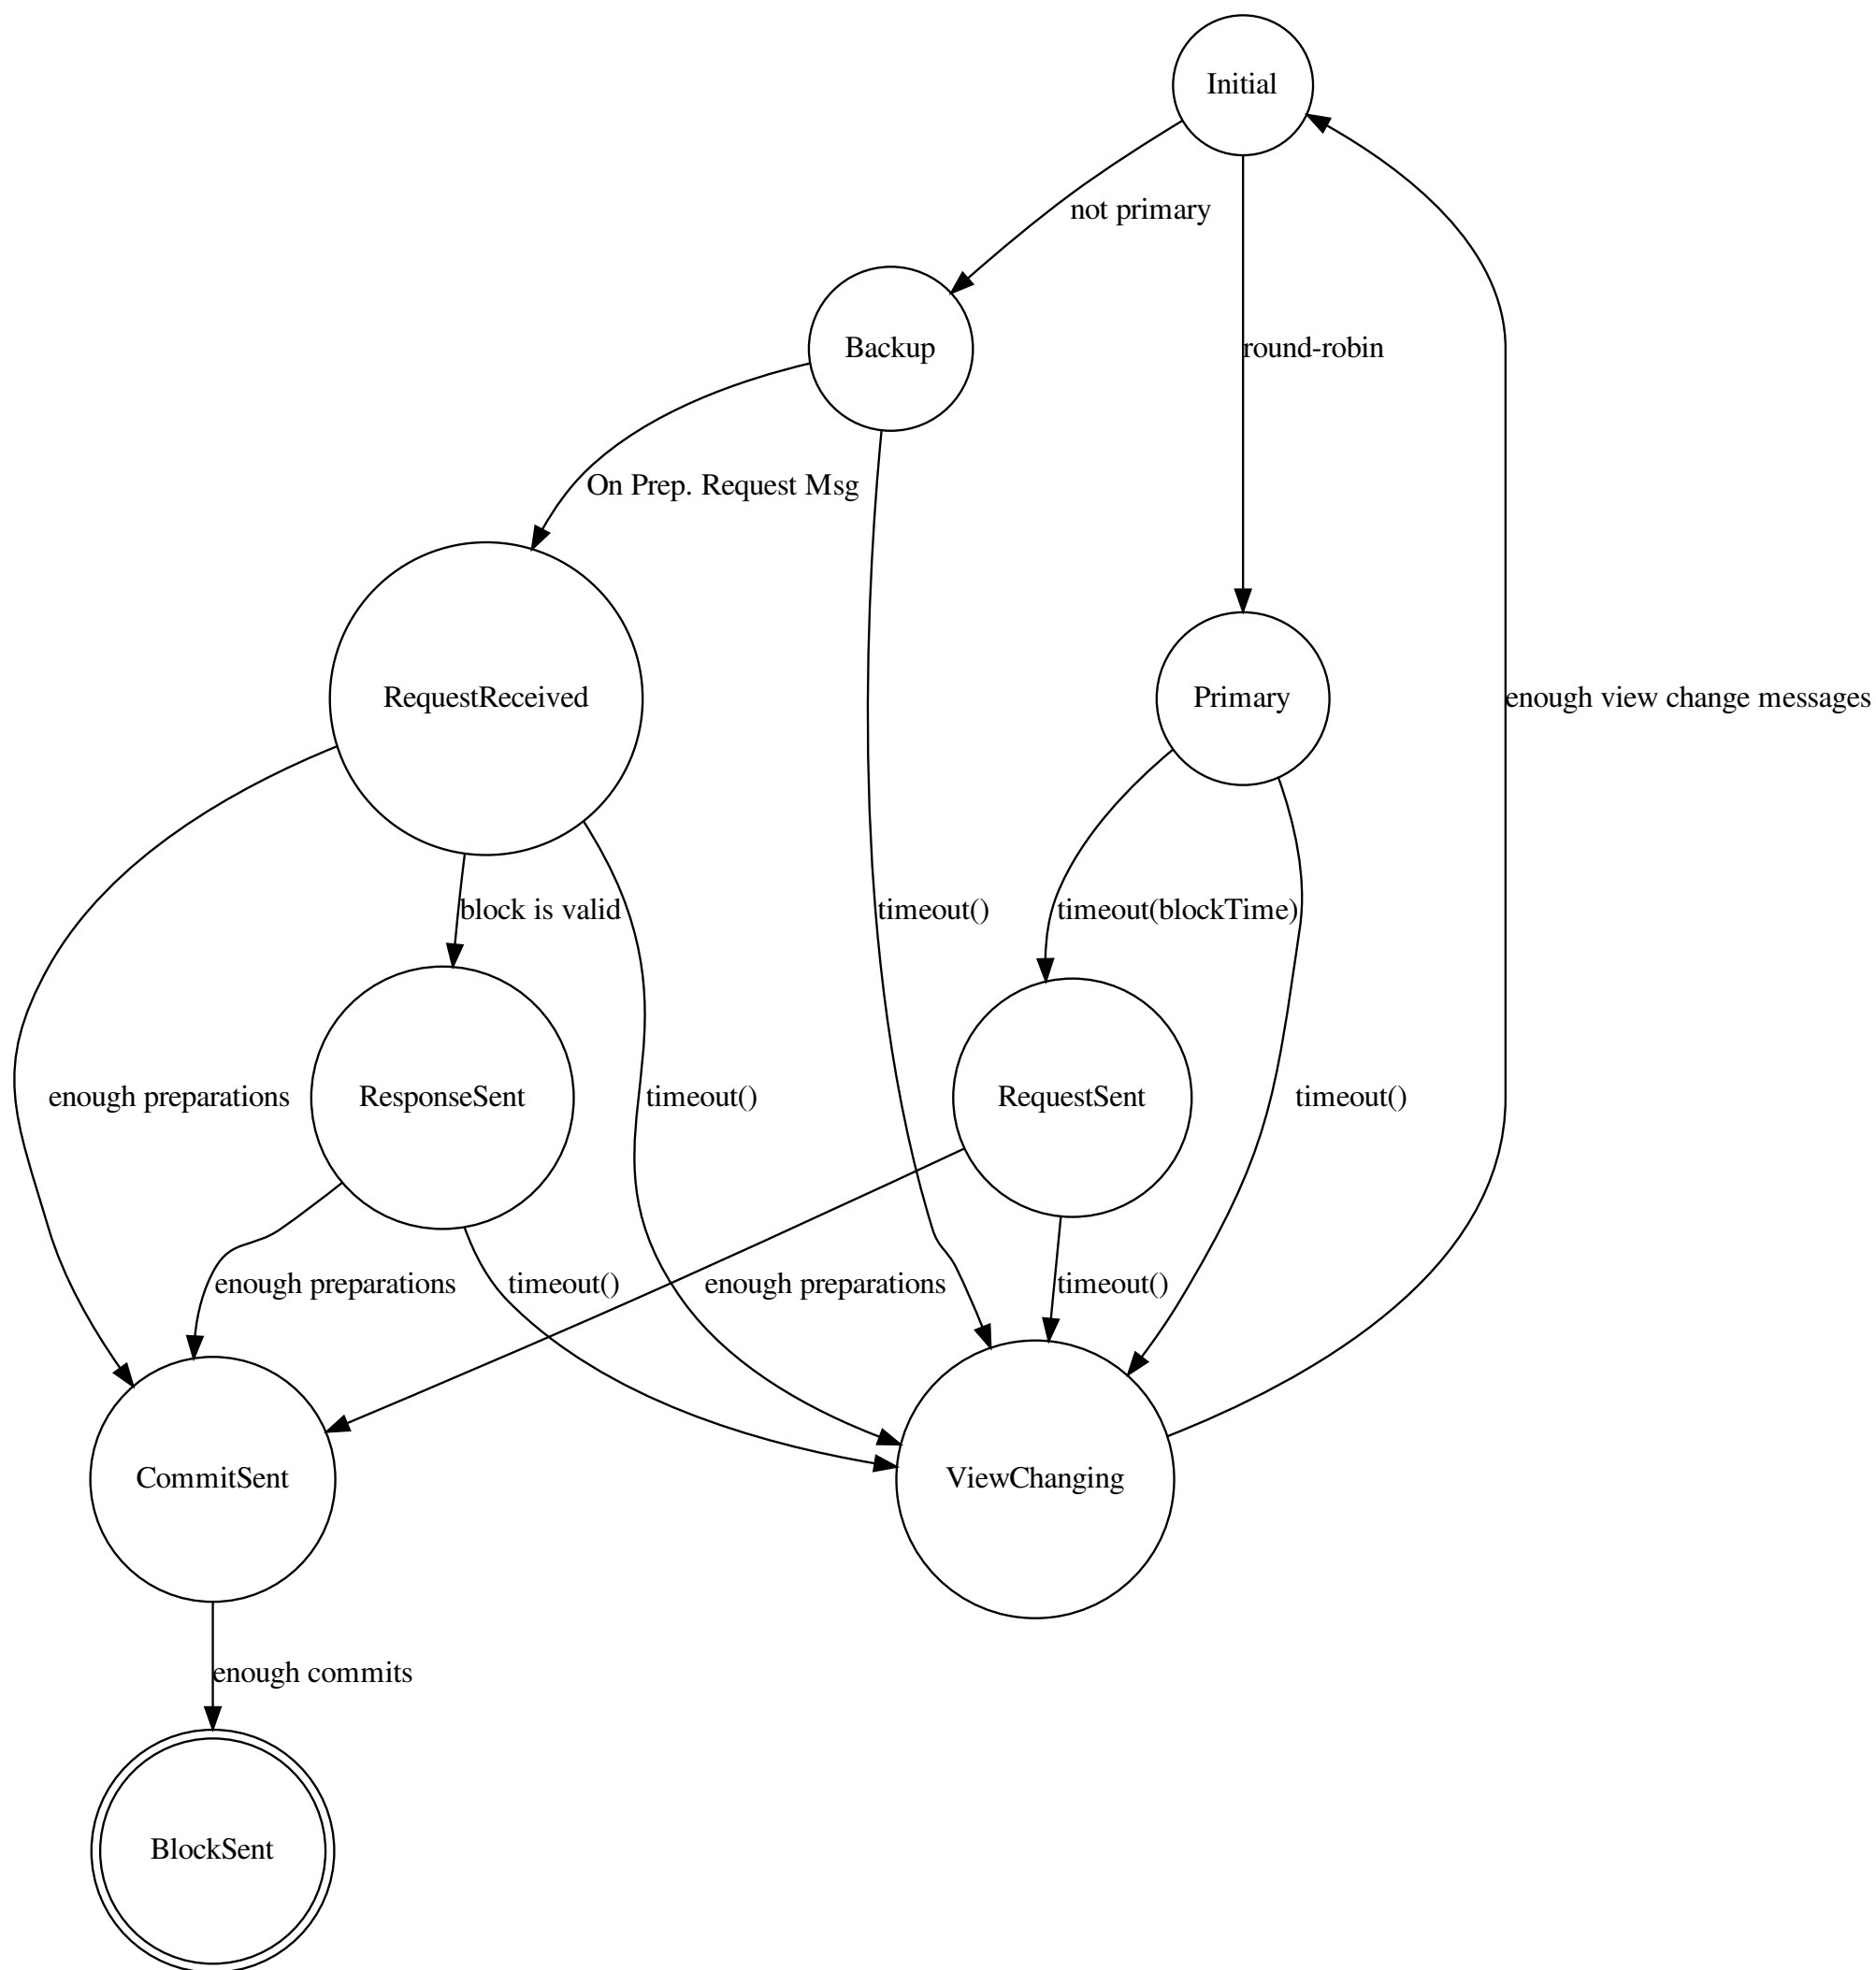 Initial
not primary
Backup
round-robin
On Prep. Request Msg
RequestReceived
Primary
enough view change messages
block is valid
timeout()
timeout(blockTime)
enough preparations
ResponseSent
timeout()
RequestSent
timeout()
enough preparations
timeout()
enough preparations
timeout()
CommitSent
ViewChanging
enough commits
BlockSent